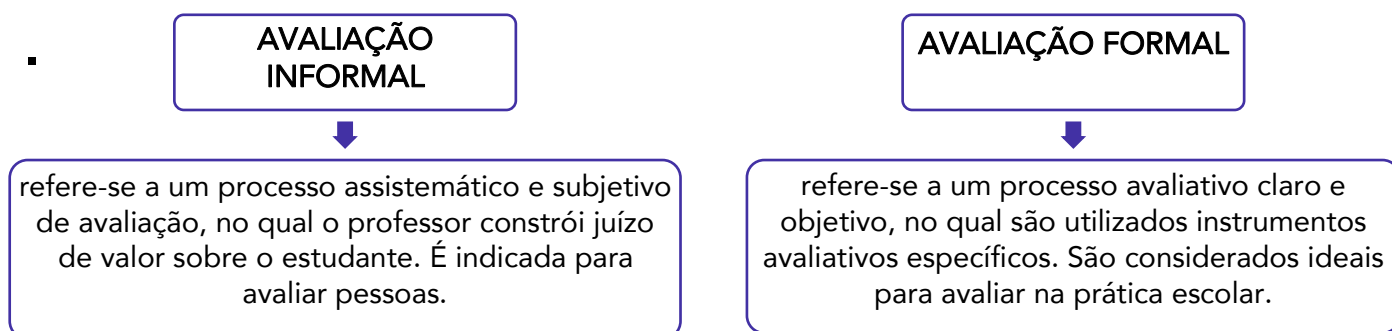 ▪
AVALIAÇÃO
INFORMAL
refere-se a um processo assistemático e subjetivo
de avaliação, no qual o professor constrói juízo
de valor sobre o estudante. É indicada para
avaliar pessoas.
AVALIAÇÃO FORMAL
refere-se a um processo avaliativo claro e
objetivo, no qual são utilizados instrumentos
avaliativos específicos. São considerados ideais
para avaliar na prática escolar.